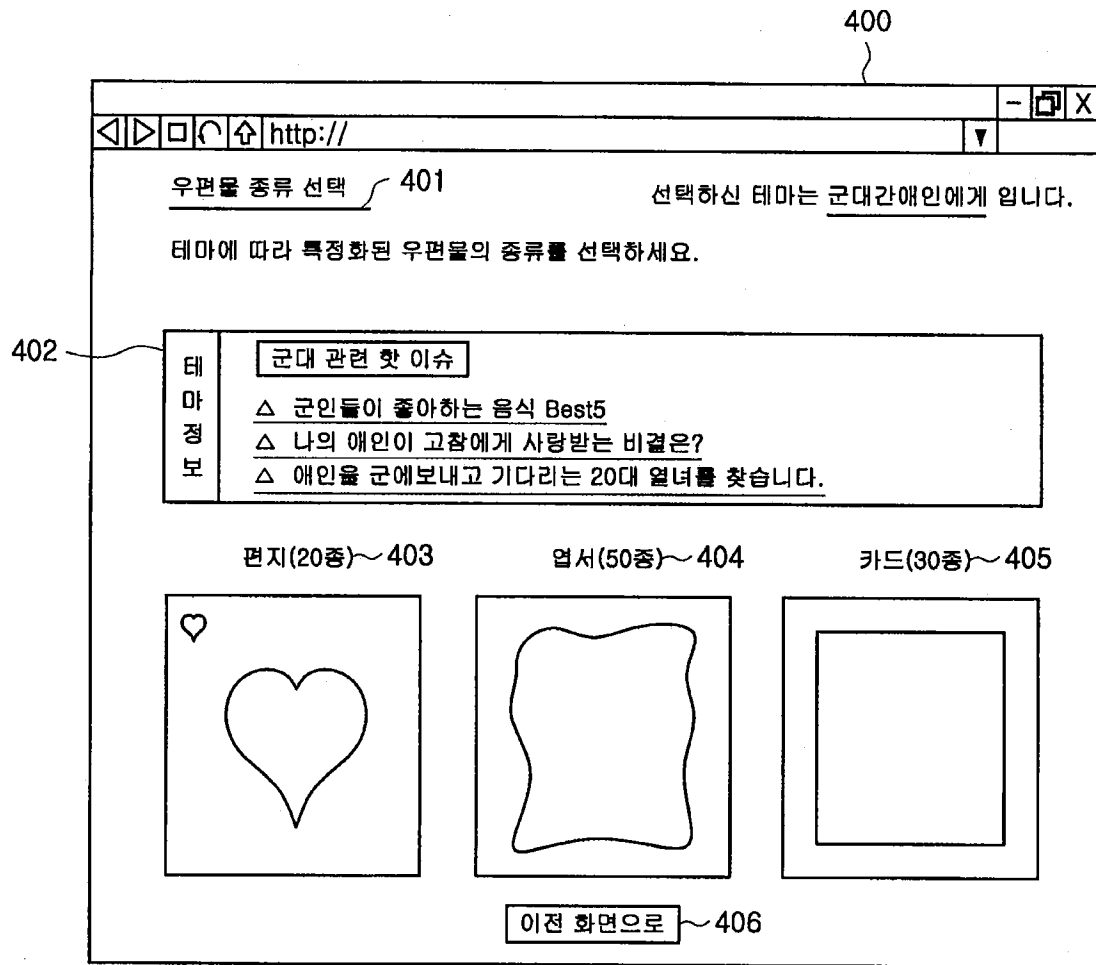 400
- X
http://
우편물 종류 선택 401 선택하신 테마는 군대간애인에게 입니다.
테마에 따라 특정화된 우편물의 종류를 선택하세요.
402
테마정보
군대 관련 핫 이슈
△ 군인들이 좋아하는 음식 Best5
△ 나의 애인이 고참에게 사랑받는 비결은?
△ 애인을 군에보내고 기다리는 20대 열녀를 찾습니다.
편지(20종) 403 엽서(50종) 404 카드(30종) 405
이전 화면으로 406